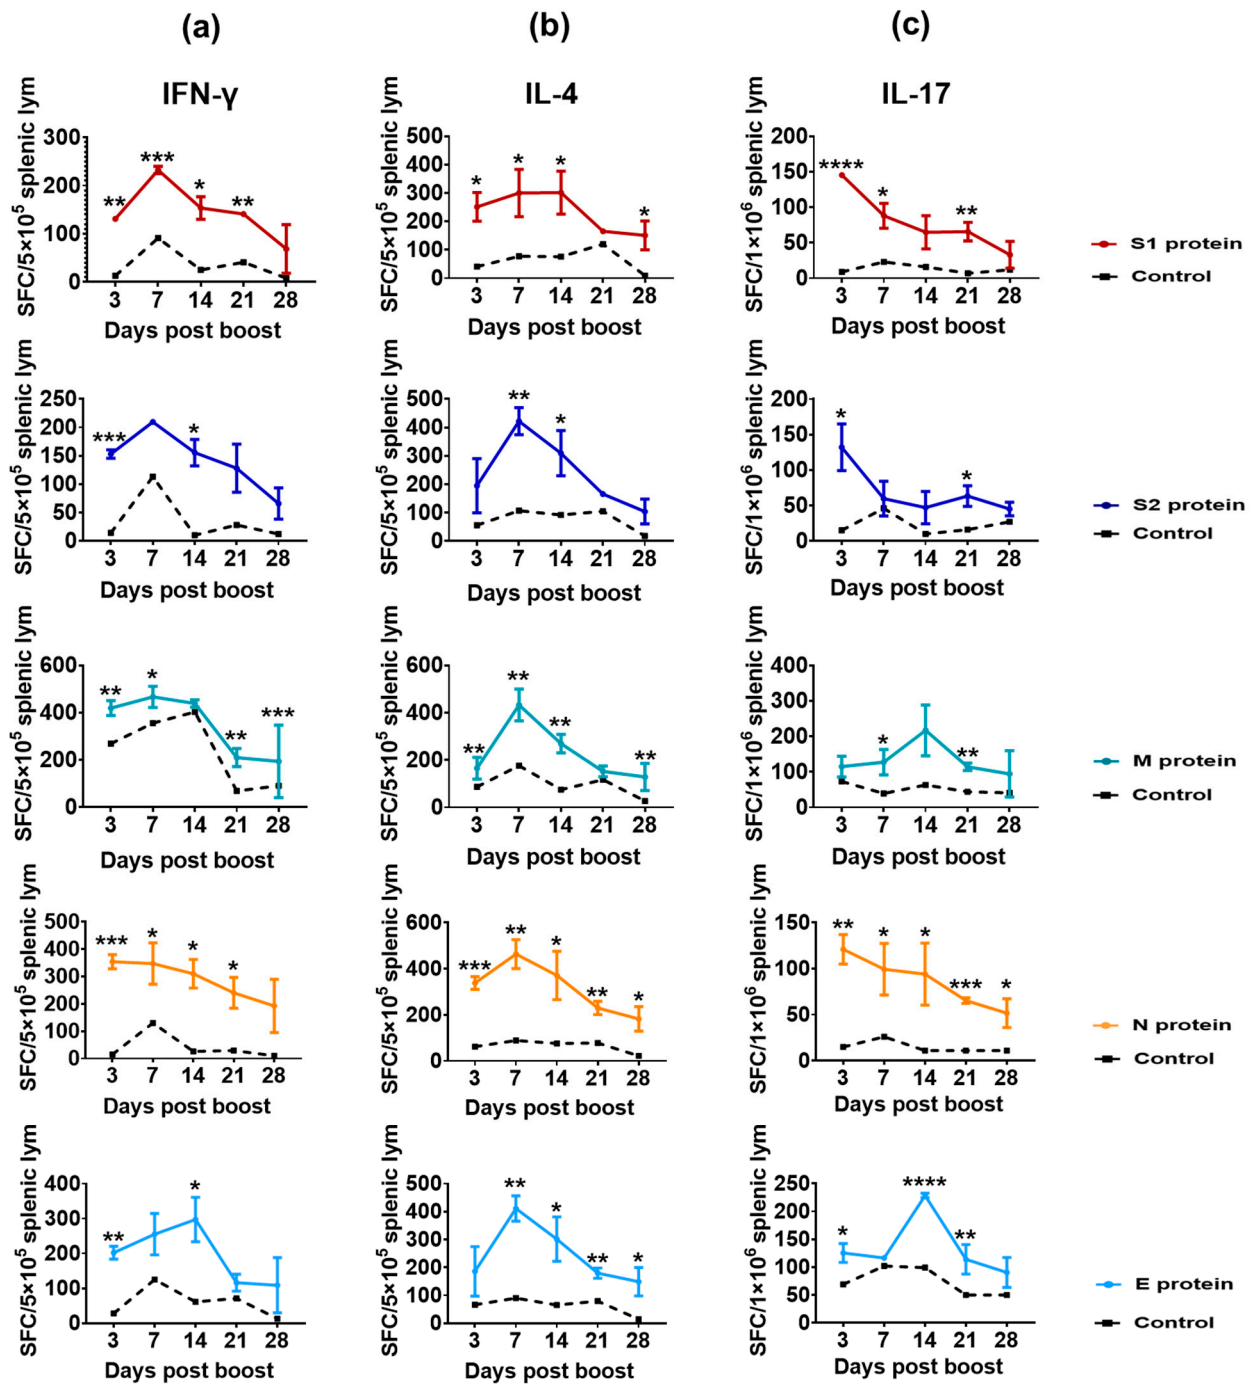 (a) (b) (c)
IFN-γ IL-4 IL-17
SFC/5×10⁵ splenic lym
300
200
100
0
** *** * **
3 7 14 21 28
Days post boost
SFC/5×10⁵ splenic lym
500
400
300
200
100
0
* * * *
3 7 14 21 28
Days post boost
SFC/1×10⁶ splenic lym
200
150
100
50
0
**** * **
3 7 14 21 28
Days post boost
S1 protein
Control
SFC/5×10⁵ splenic lym
250
200
150
100
50
0
*** *
3 7 14 21 28
Days post boost
SFC/5×10⁵ splenic lym
500
400
300
200
100
0
** *
3 7 14 21 28
Days post boost
SFC/1×10⁶ splenic lym
200
150
100
50
0
* *
3 7 14 21 28
Days post boost
S2 protein
Control
SFC/5×10⁵ splenic lym
600
400
200
0
** * ** ***
3 7 14 21 28
Days post boost
SFC/5×10⁵ splenic lym
600
400
200
0
** ** ** **
3 7 14 21 28
Days post boost
SFC/1×10⁶ splenic lym
400
300
200
100
0
* **
3 7 14 21 28
Days post boost
M protein
Control
SFC/5×10⁵ splenic lym
500
400
300
200
100
0
*** * * *
3 7 14 21 28
Days post boost
SFC/5×10⁵ splenic lym
600
400
200
0
*** ** * ** *
3 7 14 21 28
Days post boost
SFC/1×10⁶ splenic lym
150
100
50
0
** * * *** *
3 7 14 21 28
Days post boost
N protein
Control
SFC/5×10⁵ splenic lym
400
300
200
100
0
** *
3 7 14 21 28
Days post boost
SFC/5×10⁵ splenic lym
500
400
300
200
100
0
** * ** *
3 7 14 21 28
Days post boost
SFC/1×10⁶ splenic lym
250
200
150
100
50
0
* **** **
3 7 14 21 28
Days post boost
E protein
Control